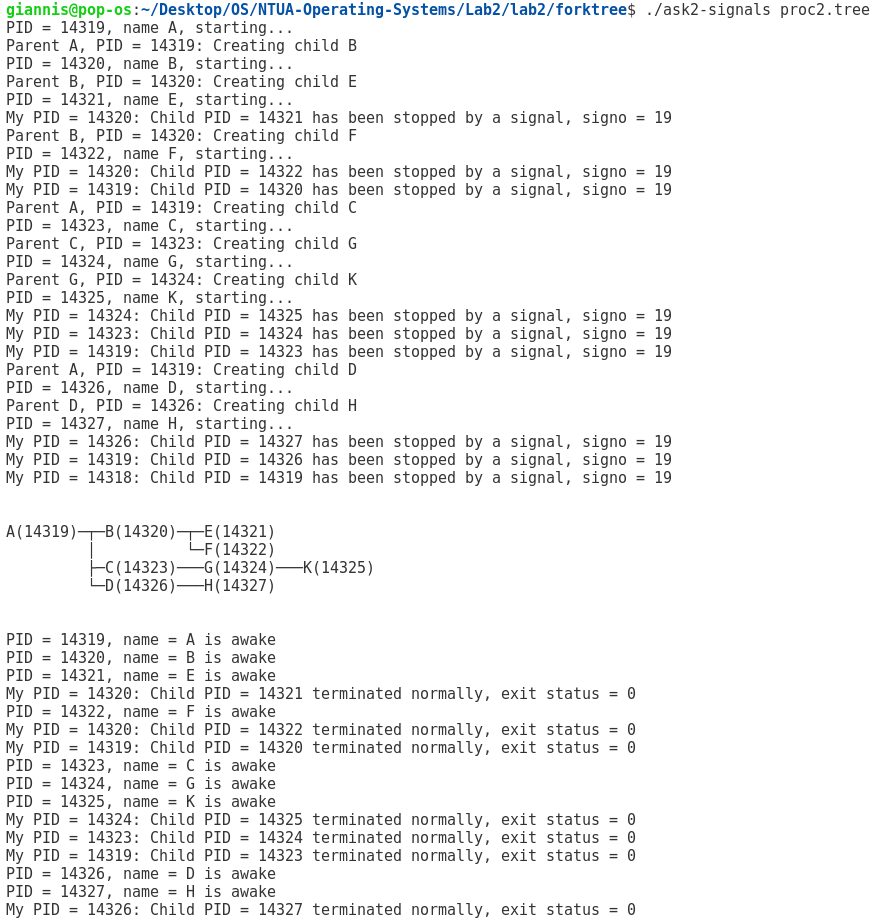 giannis@pop-os:~/Desktop/OS/NTUA-Operating-Systems/Lab2/lab2/forktree$ ./ask2-signals proc2.tree
PID = 14319, name A, starting...
Parent A, PID = 14319: Creating child B
PID = 14320, name B, starting...
Parent B, PID = 14320: Creating child E
PID = 14321, name E, starting...
My PID = 14320: Child PID = 14321 has been stopped by a signal, signo = 19
Parent B, PID = 14320: Creating child F
PID = 14322, name F, starting...
My PID = 14320: Child PID = 14322 has been stopped by a signal, signo = 19
My PID = 14319: Child PID = 14320 has been stopped by a signal, signo = 19
Parent A, PID = 14319: Creating child C
PID = 14323, name C, starting...
Parent C, PID = 14323: Creating child G
PID = 14324, name G, starting...
Parent G, PID = 14324: Creating child K
PID = 14325, name K, starting...
My PID = 14324: Child PID = 14325 has been stopped by a signal, signo = 19
My PID = 14323: Child PID = 14324 has been stopped by a signal, signo = 19
My PID = 14319: Child PID = 14323 has been stopped by a signal, signo = 19
Parent A, PID = 14319: Creating child D
PID = 14326, name D, starting...
Parent D, PID = 14326: Creating child H
PID = 14327, name H, starting...
My PID = 14326: Child PID = 14327 has been stopped by a signal, signo = 19
My PID = 14319: Child PID = 14326 has been stopped by a signal, signo = 19
My PID = 14318: Child PID = 14319 has been stopped by a signal, signo = 19
A(14319)─┬─B(14320)─┬─E(14321)
         │          └─F(14322)
         ├─C(14323)───G(14324)───K(14325)
         └─D(14326)───H(14327)
PID = 14319, name = A is awake
PID = 14320, name = B is awake
PID = 14321, name = E is awake
My PID = 14320: Child PID = 14321 terminated normally, exit status = 0
PID = 14322, name = F is awake
My PID = 14320: Child PID = 14322 terminated normally, exit status = 0
My PID = 14319: Child PID = 14320 terminated normally, exit status = 0
PID = 14323, name = C is awake
PID = 14324, name = G is awake
PID = 14325, name = K is awake
My PID = 14324: Child PID = 14325 terminated normally, exit status = 0
My PID = 14323: Child PID = 14324 terminated normally, exit status = 0
My PID = 14319: Child PID = 14323 terminated normally, exit status = 0
PID = 14326, name = D is awake
PID = 14327, name = H is awake
My PID = 14326: Child PID = 14327 terminated normally, exit status = 0